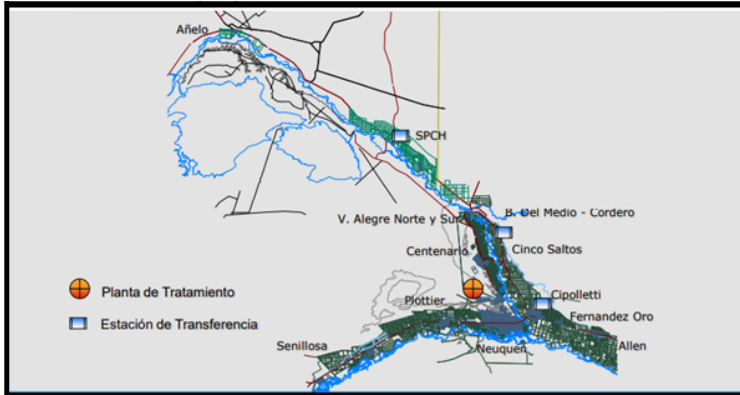 Añelo
SPCH
V. Alegre Norte y Sur
B. Del Medio - Cordero
Centenario
Cinco Saltos
Planta de Tratamiento
Plottier
Cipolletti
Estación de Transferencia
Fernandez Oro
Senillosa
Neuquen
Allen